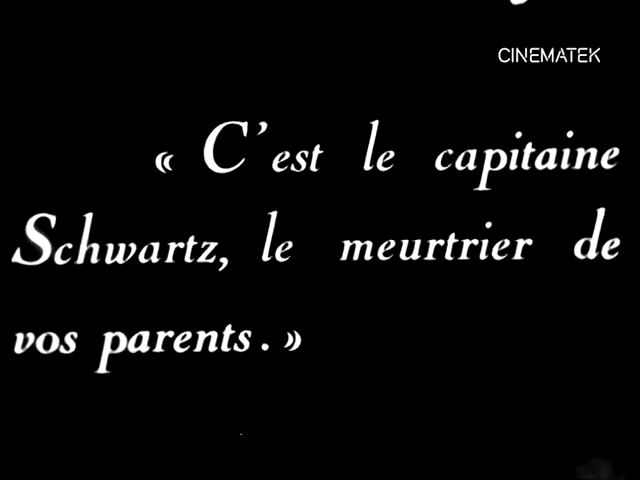 CINEMATEK
« C'est le capitaine
Schwartz, le meurtrier de
vos parents. »